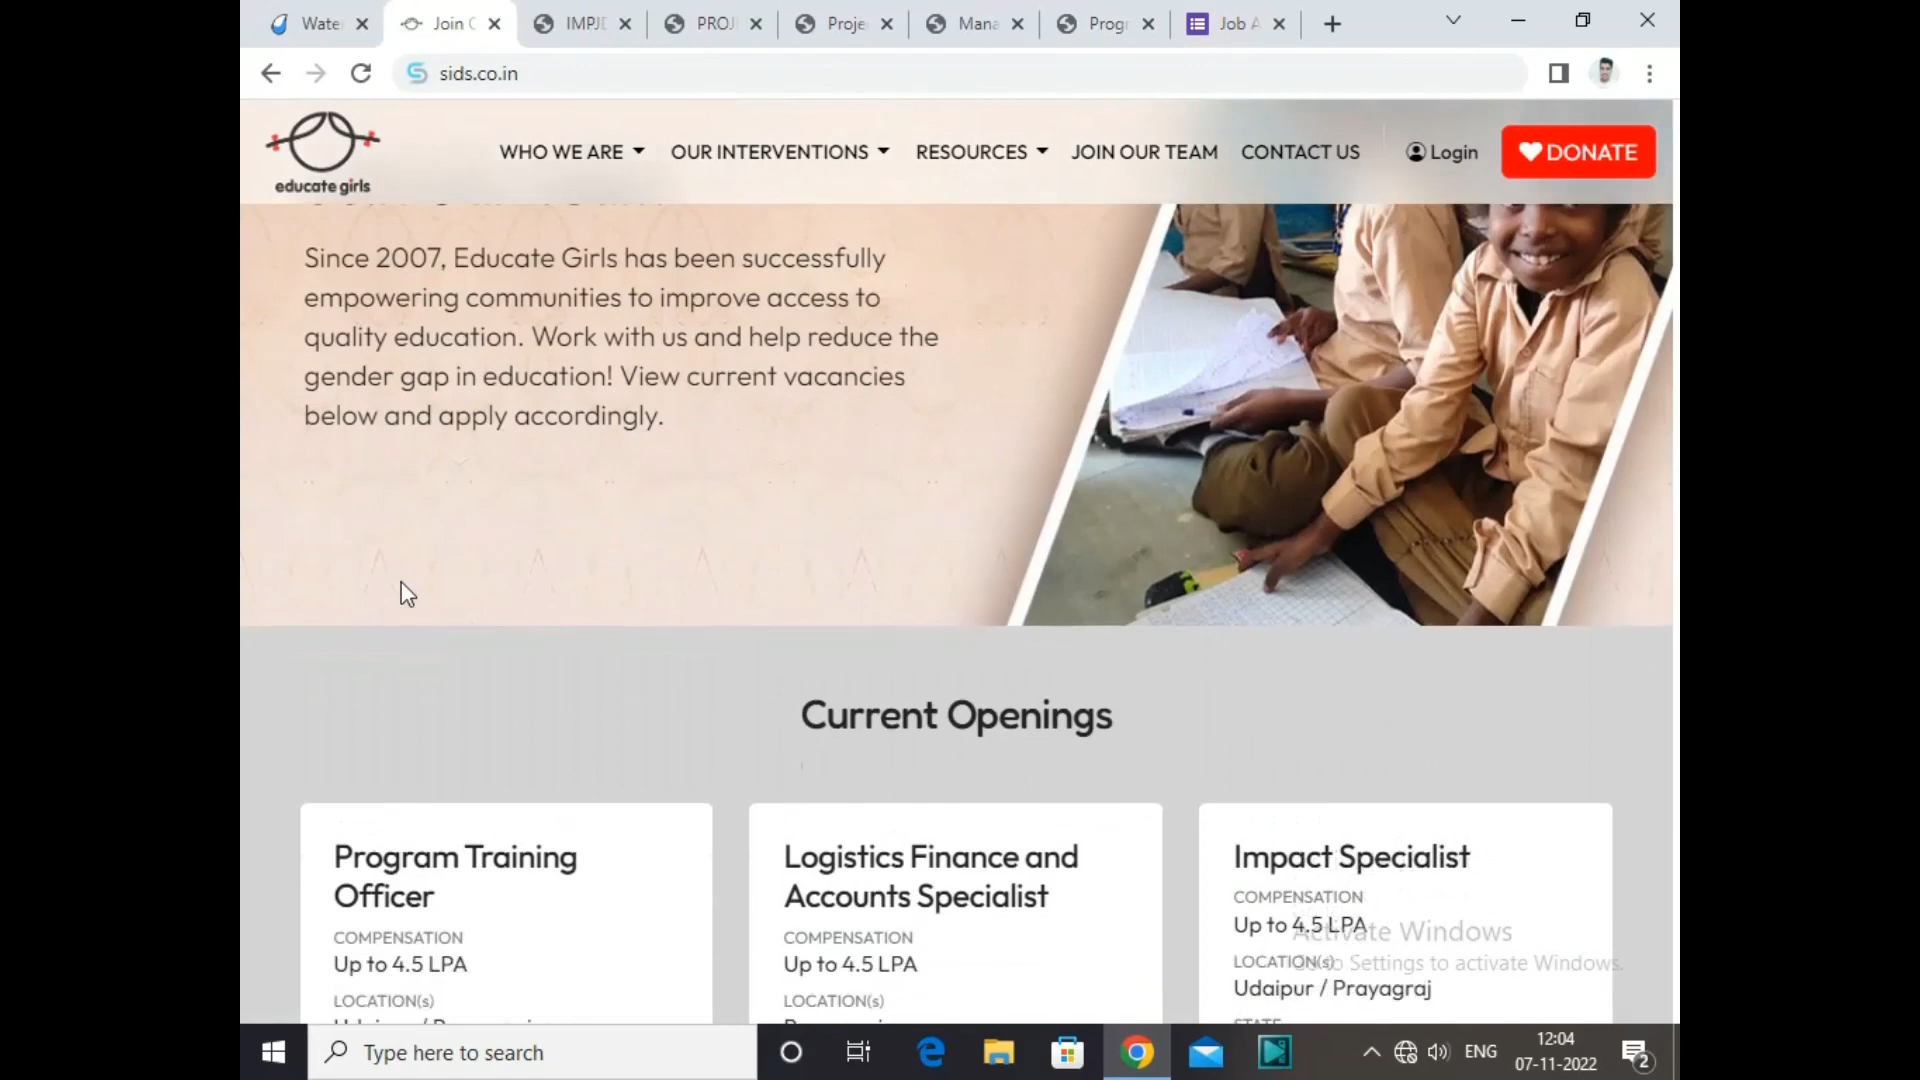 Water
Join
IMPJD
PROJ
Proje
Mana
Progr
Job A
sids.co.in
educate girls
WHO WE ARE
OUR INTERVENTIONS
RESOURCES
JOIN OUR TEAM
CONTACT US
Login
DONATE
Since 2007, Educate Girls has been successfully
empowering communities to improve access to
quality education. Work with us and help reduce the
gender gap in education! View current vacancies
below and apply accordingly.
Current Openings
Program Training
Officer
COMPENSATION
Up to 4.5 LPA
LOCATION(s)
Logistics Finance and
Accounts Specialist
COMPENSATION
Up to 4.5 LPA
LOCATION(s)
Impact Specialist
COMPENSATION
Up to 4.5 LPA
LOCATION(s)
Udaipur / Prayagraj
Activate Windows
Go to Settings to activate Windows.
Type here to search
ENG
12:04
07-11-2022
2